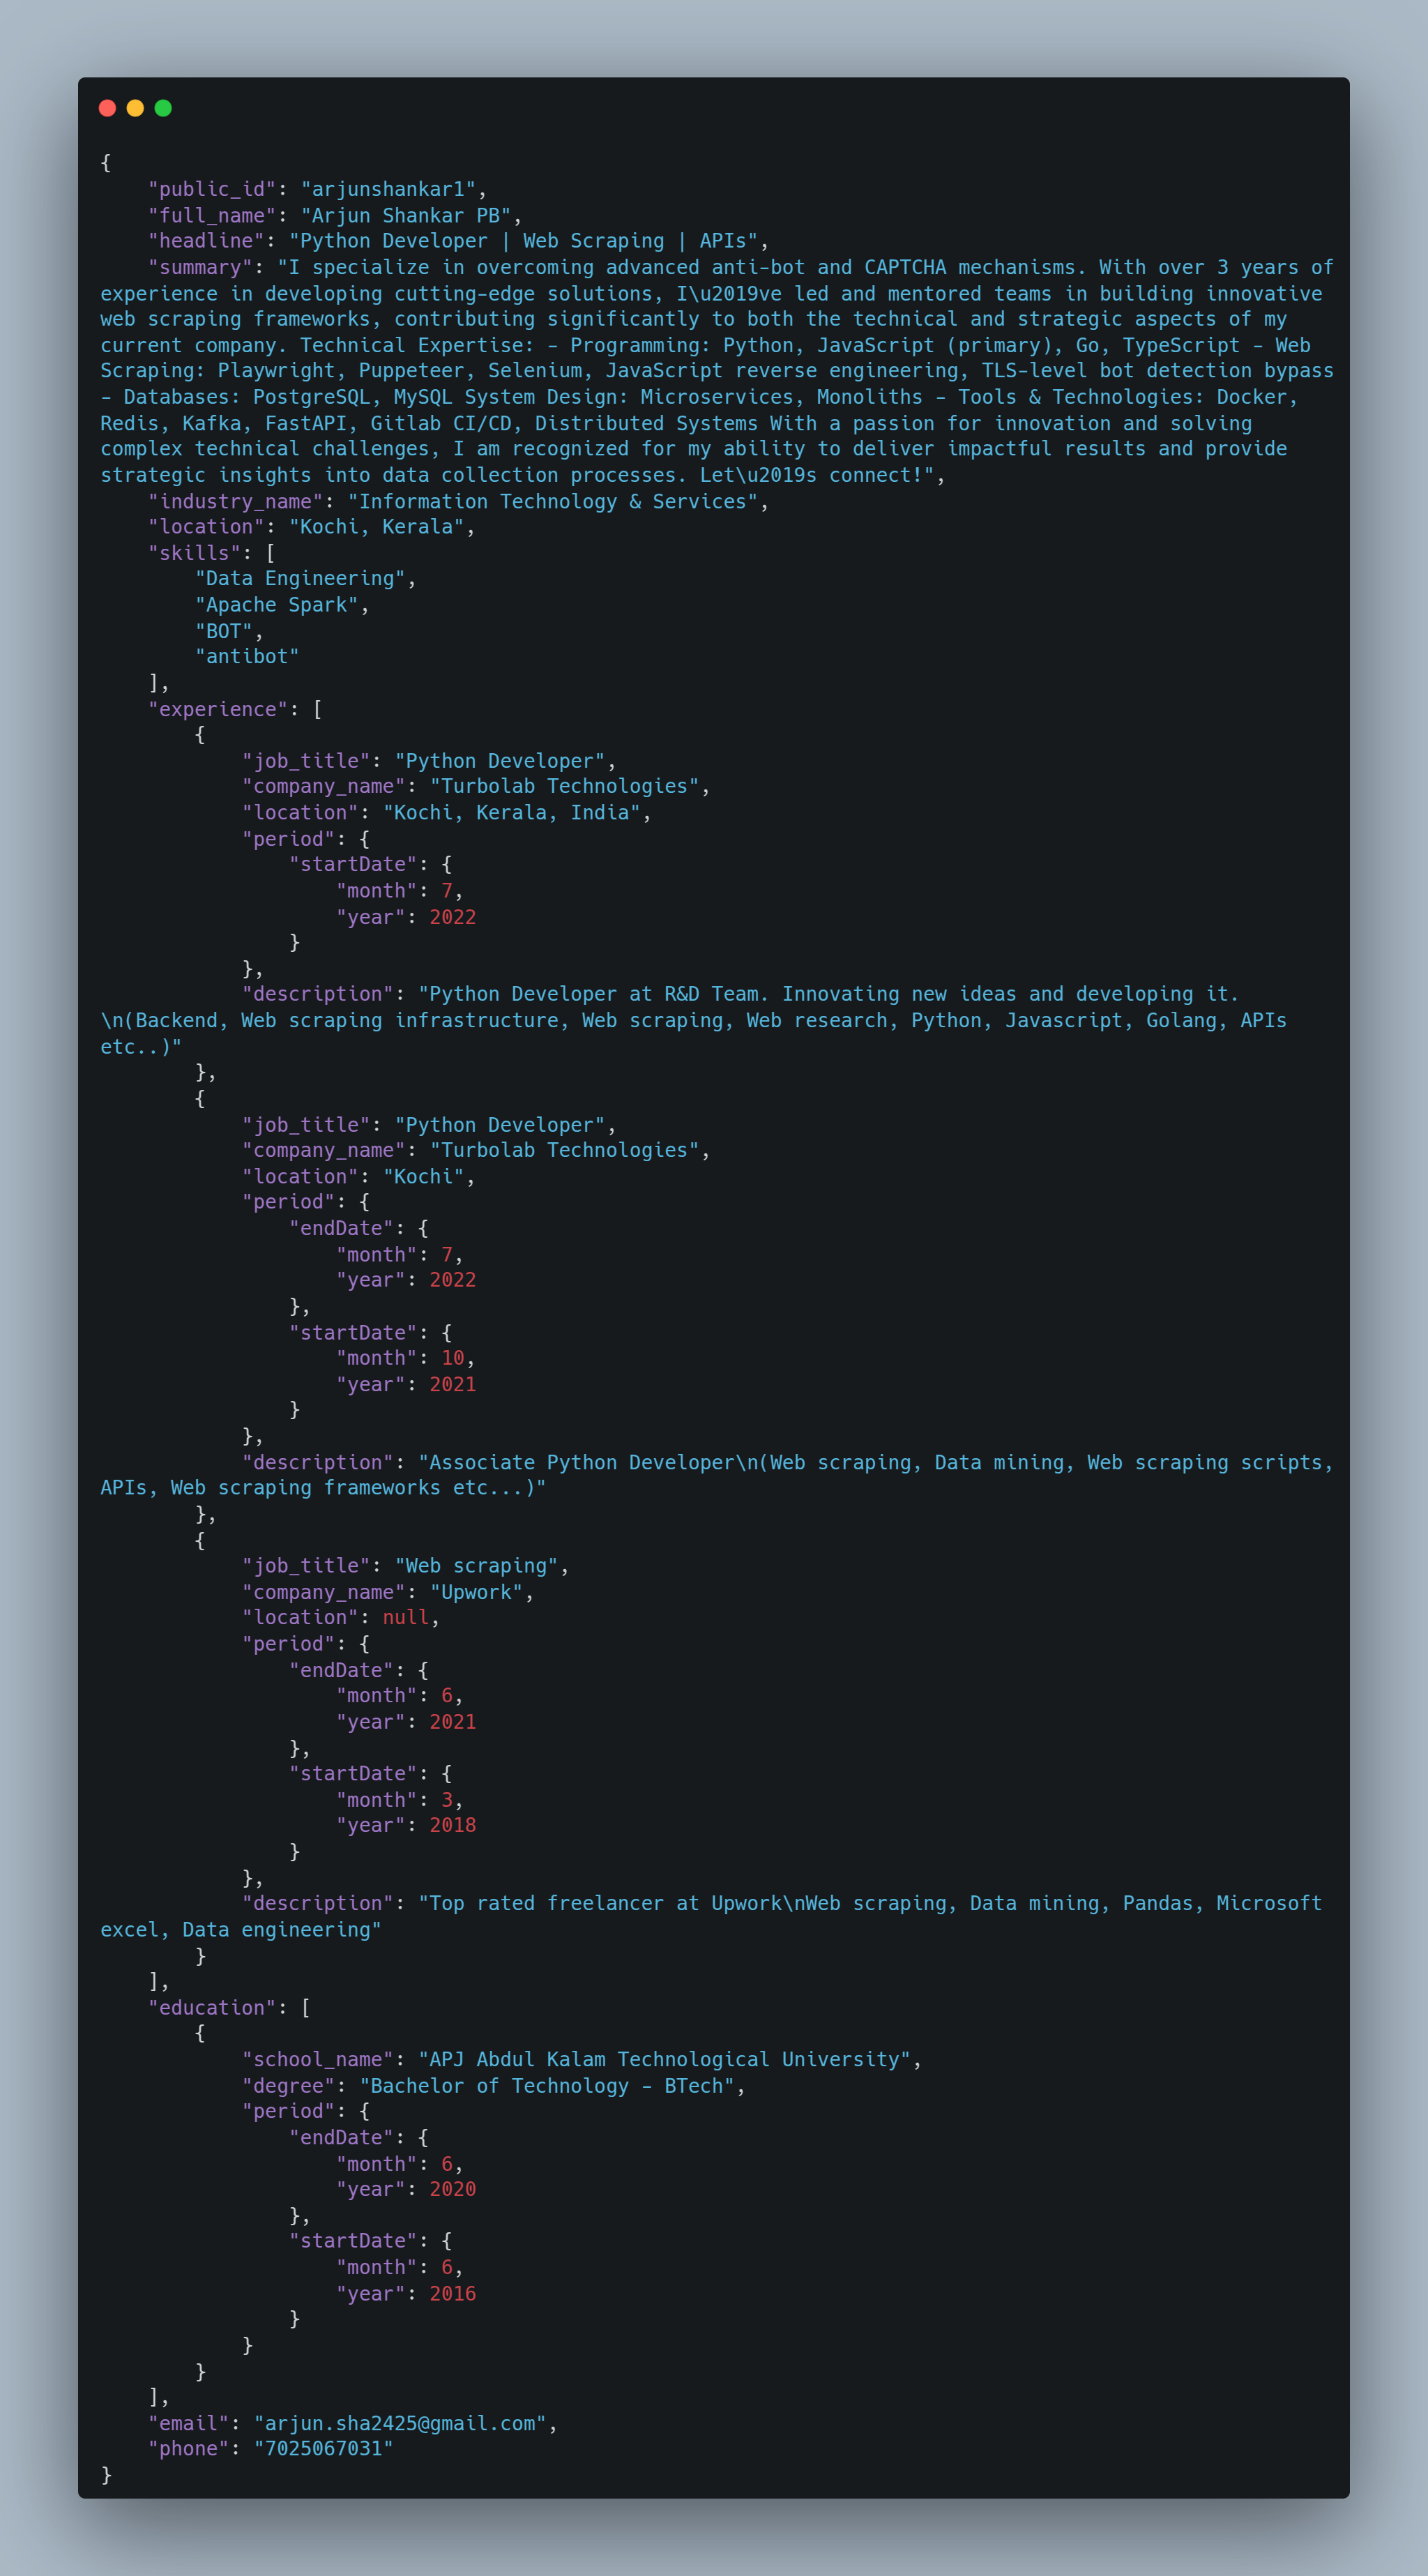 {
    "public_id": "arjunshankar1",
    "full_name": "Arjun Shankar PB",
    "headline": "Python Developer | Web Scraping | APIs",
    "summary": "I specialize in overcoming advanced anti-bot and CAPTCHA mechanisms. With over 3 years of
experience in developing cutting-edge solutions, I\u2019ve led and mentored teams in building innovative
web scraping frameworks, contributing significantly to both the technical and strategic aspects of my
current company. Technical Expertise: - Programming: Python, JavaScript (primary), Go, TypeScript - Web
Scraping: Playwright, Puppeteer, Selenium, JavaScript reverse engineering, TLS-level bot detection bypass
- Databases: PostgreSQL, MySQL System Design: Microservices, Monoliths - Tools & Technologies: Docker,
Redis, Kafka, FastAPI, Gitlab CI/CD, Distributed Systems With a passion for innovation and solving
complex technical challenges, I am recognized for my ability to deliver impactful results and provide
strategic insights into data collection processes. Let\u2019s connect!",
    "industry_name": "Information Technology & Services",
    "location": "Kochi, Kerala",
    "skills": [
        "Data Engineering",
        "Apache Spark",
        "BOT",
        "antibot"
    ],
    "experience": [
        {
            "job_title": "Python Developer",
            "company_name": "Turbolab Technologies",
            "location": "Kochi, Kerala, India",
            "period": {
                "startDate": {
                    "month": 7,
                    "year": 2022
                }
            },
            "description": "Python Developer at R&D Team. Innovating new ideas and developing it.
\n(Backend, Web scraping infrastructure, Web scraping, Web research, Python, Javascript, Golang, APIs
etc..)"
        },
        {
            "job_title": "Python Developer",
            "company_name": "Turbolab Technologies",
            "location": "Kochi",
            "period": {
                "endDate": {
                    "month": 7,
                    "year": 2022
                },
                "startDate": {
                    "month": 10,
                    "year": 2021
                }
            },
            "description": "Associate Python Developer\n(Web scraping, Data mining, Web scraping scripts,
APIs, Web scraping frameworks etc...)"
        },
        {
            "job_title": "Web scraping",
            "company_name": "Upwork",
            "location": null,
            "period": {
                "endDate": {
                    "month": 6,
                    "year": 2021
                },
                "startDate": {
                    "month": 3,
                    "year": 2018
                }
            },
            "description": "Top rated freelancer at Upwork\nWeb scraping, Data mining, Pandas, Microsoft
excel, Data engineering"
        }
    ],
    "education": [
        {
            "school_name": "APJ Abdul Kalam Technological University",
            "degree": "Bachelor of Technology - BTech",
            "period": {
                "endDate": {
                    "month": 6,
                    "year": 2020
                },
                "startDate": {
                    "month": 6,
                    "year": 2016
                }
            }
        }
    ],
    "email": "arjun.sha2425@gmail.com",
    "phone": "7025067031"
}